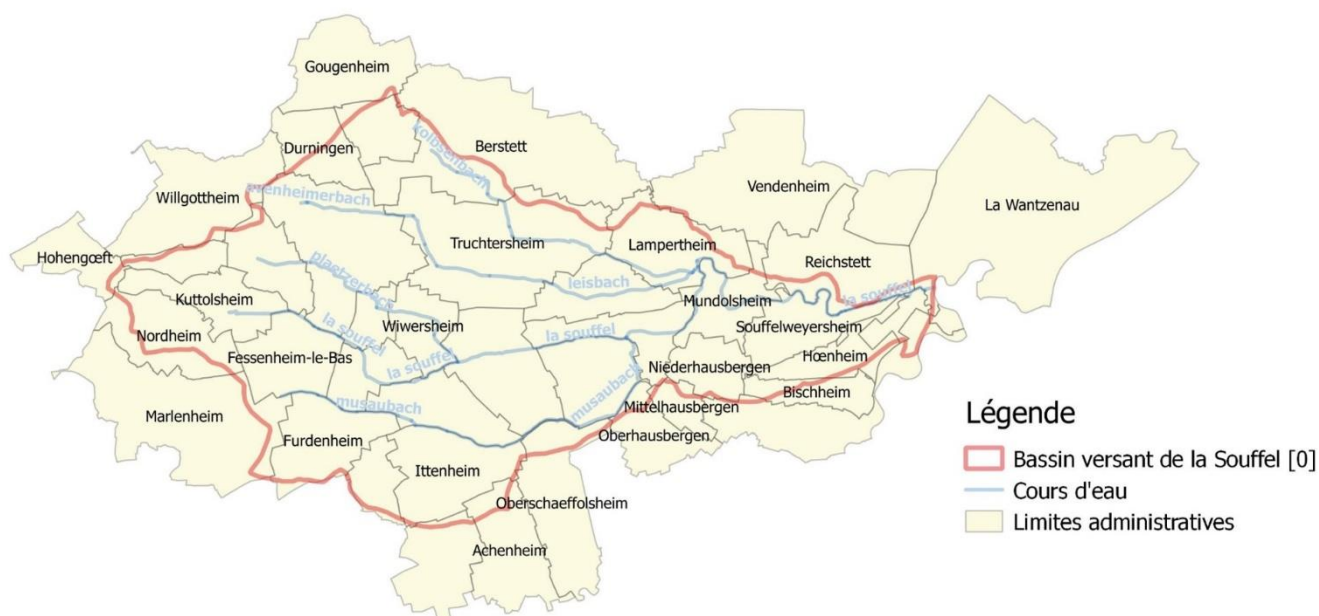 Gougenheim
Durningen
kolbsenbach
Berstett
Willgottheim
Vendenheim
La Wantzenau
Truchtersheim
Lampertheim
Hohengœft
Reichstett
plaetzerbach
leisbach
la souffel
Kuttolsheim
Mundolsheim
Nordheim
la souffel
Wiwersheim
la souffel
Souffelweyersheim
Fessenheim-le-Bas
la souffel
Niederhausbergen
Hœnheim
Bischheim
musaubach
musaubach
Mittelhausbergen
Marlenheim
Furdenheim
Oberhausbergen
Ittenheim
Oberschaeffolsheim
Achenheim
Légende
Bassin versant de la Souffel [0]
Cours d'eau
Limites administratives